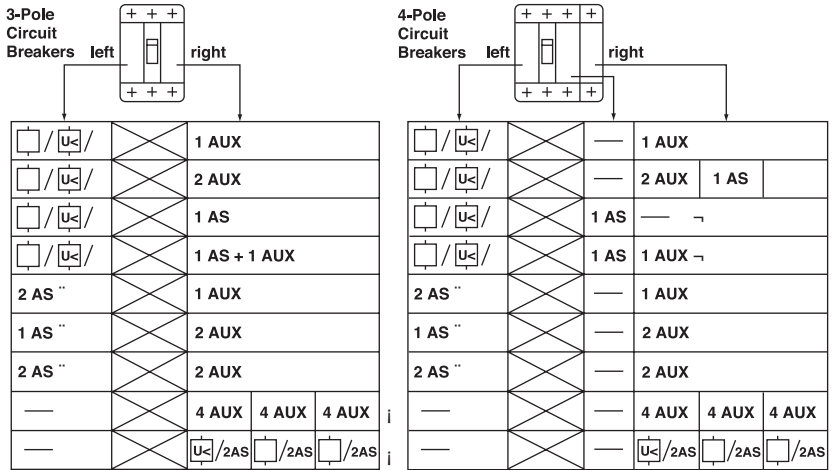 3-Pole
Circuit
Breakers left right
+ + +
+ + +
U< 1 AUX
U< 2 AUX
U< 1 AS
U< 1 AS + 1 AUX
2 AS ¨ 1 AUX
1 AS ¨ 2 AUX
2 AS ¨ 2 AUX
— 4 AUX 4 AUX 4 AUX ¡
— U< /2AS /2AS /2AS ¡
4-Pole
Circuit
Breakers left right
+ + + +
+ + + +
U< — 1 AUX
U< — 2 AUX 1 AS
U< 1 AS — ¬
U< 1 AS 1 AUX ¬
2 AS ¨ — 1 AUX
1 AS ¨ — 2 AUX
2 AS ¨ — 2 AUX
— — 4 AUX 4 AUX 4 AUX
— — U< /2AS /2AS /2AS